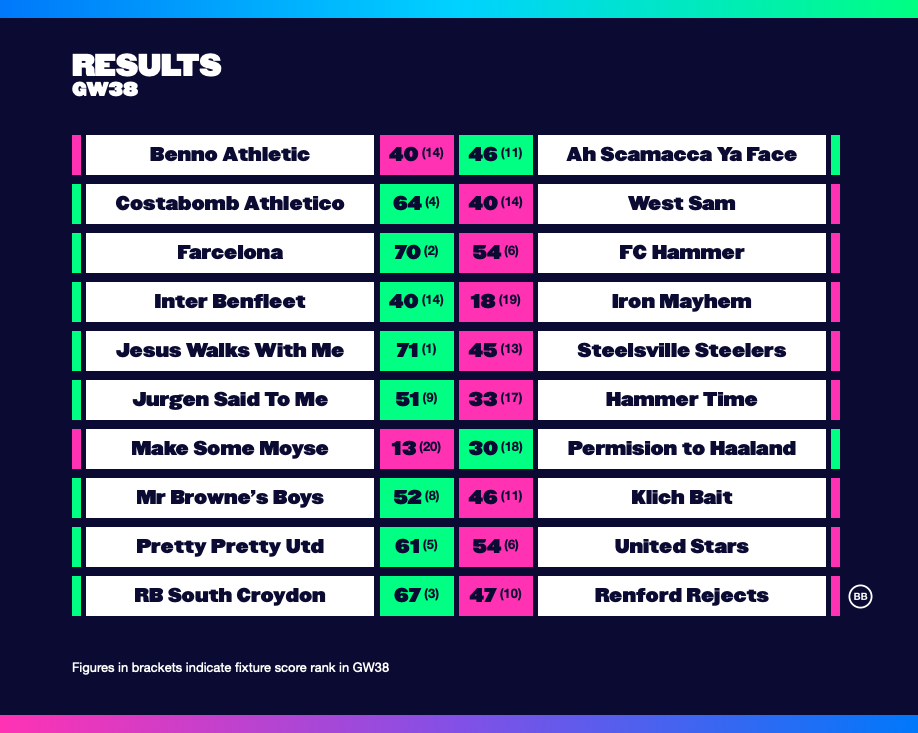 RESULTS
GW38
Benno Athletic 40 (14) 46 (11) Ah Scamacca Ya Face
Costabomb Athletico 64 (4) 40 (14) West Sam
Farcelona 70 (2) 54 (6) FC Hammer
Inter Benfleet 40 (14) 18 (19) Iron Mayhem
Jesus Walks With Me 71 (1) 45 (13) Steelsville Steelers
Jurgen Said To Me 51 (9) 33 (17) Hammer Time
Make Some Moyse 13 (20) 30 (18) Permision to Haaland
Mr Browne’s Boys 52 (8) 46 (11) Klich Bait
Pretty Pretty Utd 61 (5) 54 (6) United Stars
RB South Croydon 67 (3) 47 (10) Renford Rejects BB
Figures in brackets indicate fixture score rank in GW38